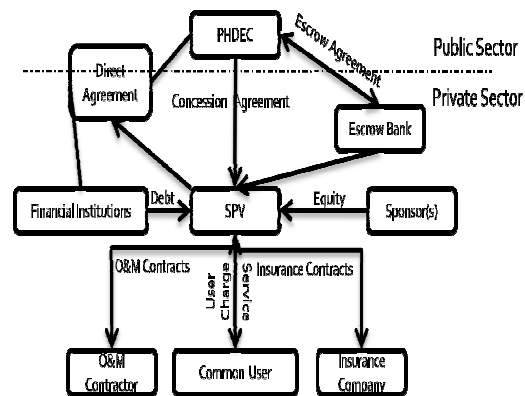 PHDEC
Escrow Agreement
Public Sector
Direct
Agreement
Concession Agreement
Private Sector
Escrow Bank
Financial Institutions
Debt
SPV
Equity
Sponsor(s)
O&M Contracts
User
Charge
Service
Insurance Contracts
O&M
Contractor
Common User
Insurance
Company